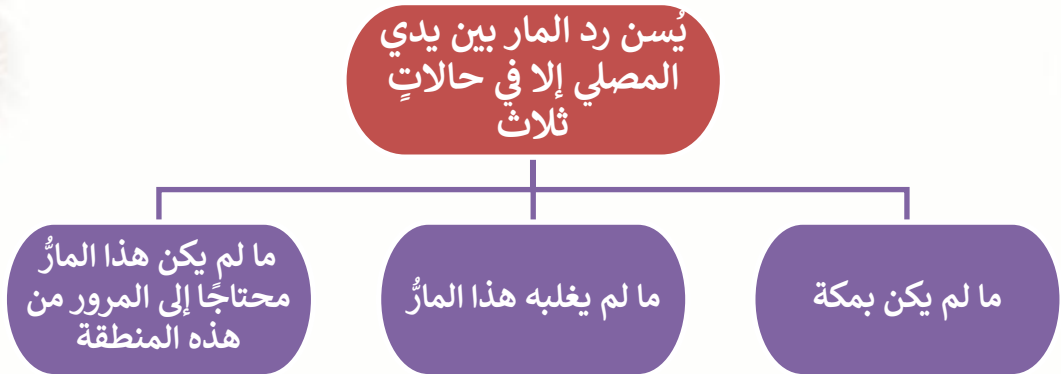 يُسن رد المار بين يدي
المصلي إلا في حالاتٍ
ثلاث
ما لم يكن بمكة
ما لم يغلبه هذا المارُّ
ما لم يكن هذا المارُّ
محتاجًا إلى المرور من
هذه المنطقة